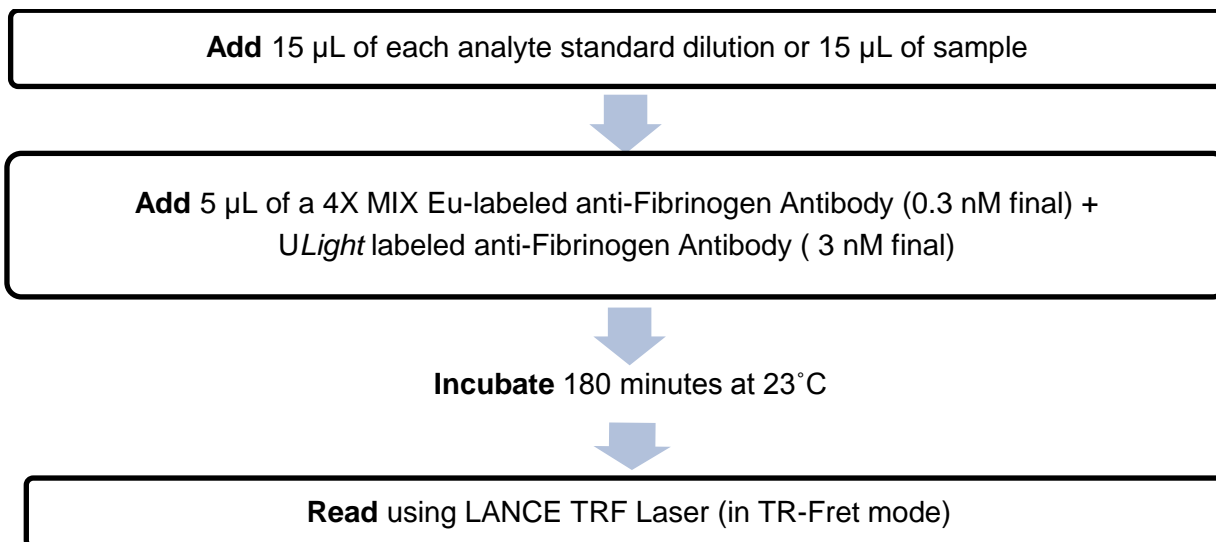 Add 15 µL of each analyte standard dilution or 15 µL of sample
Add 5 µL of a 4X MIX Eu-labeled anti-Fibrinogen Antibody (0.3 nM final) +
ULight labeled anti-Fibrinogen Antibody ( 3 nM final)
Incubate 180 minutes at 23˚C
Read using LANCE TRF Laser (in TR-Fret mode)